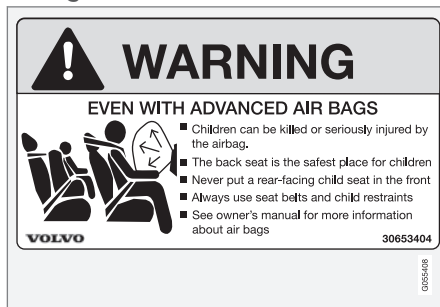 WARNING
EVEN WITH ADVANCED AIR BAGS
■ Children can be killed or seriously injured by
the airbag.
■ The back seat is the safest place for children
■ Never put a rear-facing child seat in the front
■ Always use seat belts and child restraints
■ See owner's manual for more information
about air bags
VOLVO
30653404
G055408